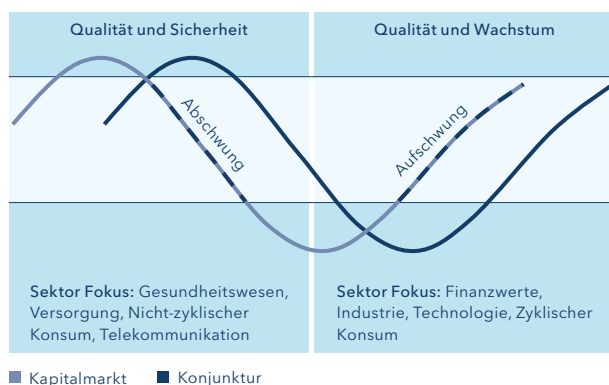 Qualität und Sicherheit
Qualität und Wachstum
Abschwung
Aufschwung
Sektor Fokus: Gesundheitswesen,
Versorgung, Nicht-zyklischer
Konsum, Telekommunikation
Sektor Fokus: Finanzwerte,
Industrie, Technologie, Zyklischer
Konsum
Kapitalmarkt
Konjunktur